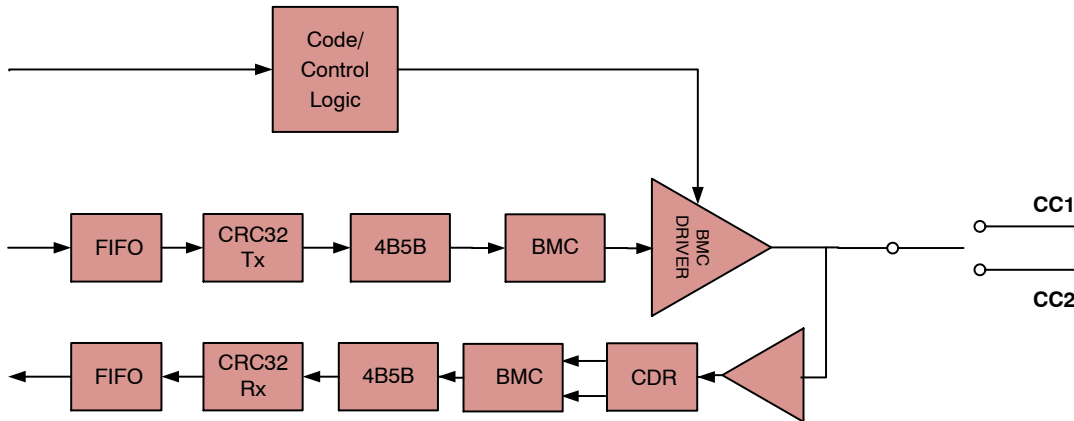 Code/
Control
Logic
CC1
FIFO
CRC32
Tx
4B5B
BMC
BMC
DRIVER
CC2
FIFO
CRC32
Rx
4B5B
BMC
CDR